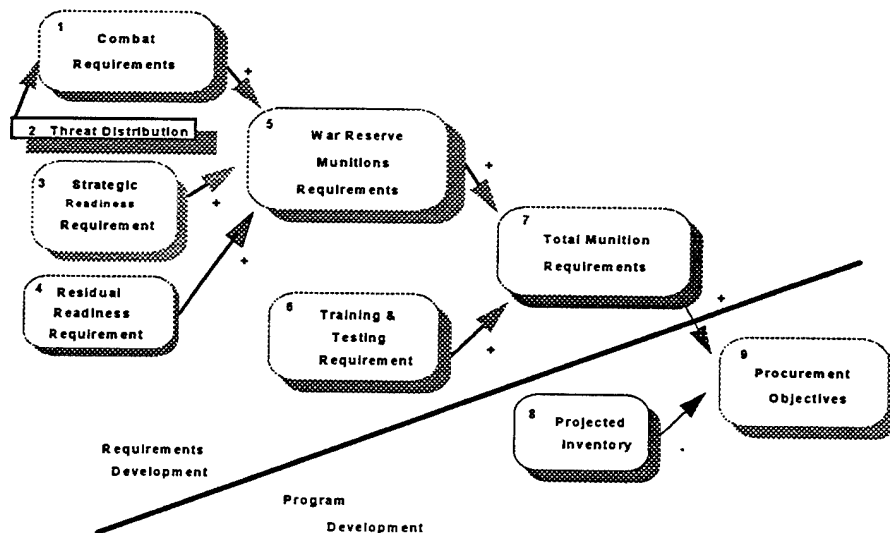 1
Combat
Requirements
+
2 Threat Distribution
3
Strategic
Readiness
Requirement
+
4
Residual
Readiness
Requirement
+
5
War Reserve
Munitions
Requirements
+
6
Training &
Testing
Requirement
+
7
Total Munition
Requirements
+
8
Projected
Inventory
-
9
Procurement
Objectives
Requirements
Development
Program
Development